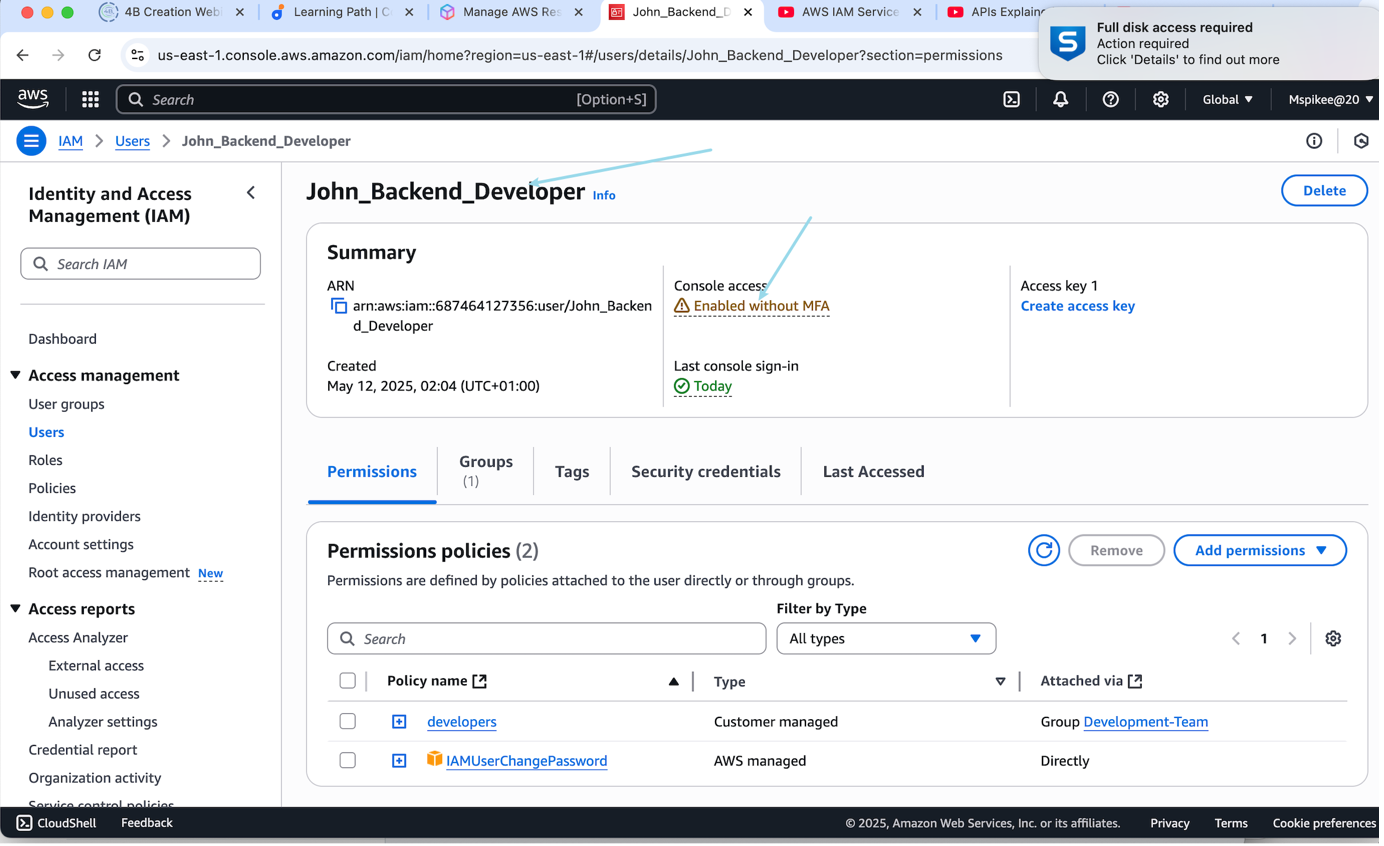 4B Creation Webi
Learning Path | C
Manage AWS Res
John_Backend_D
AWS IAM Service
APIs Explaine
Full disk access required
Action required
Click 'Details' to find out more
us-east-1.console.aws.amazon.com/iam/home?region=us-east-1#/users/details/John_Backend_Developer?section=permissions
aws
Search
[Option+S]
Global
Mspikee@20
IAM
Users
John_Backend_Developer
Identity and Access
Management (IAM)
Search IAM
Dashboard
Access management
User groups
Users
Roles
Policies
Identity providers
Account settings
Root access management New
Access reports
Access Analyzer
External access
Unused access
Analyzer settings
Credential report
Organization activity
Service control policies
John_Backend_Developer Info
Delete
Summary
ARN
arn:aws:iam::687464127356:user/John_Backen
d_Developer
Created
May 12, 2025, 02:04 (UTC+01:00)
Console access
Enabled without MFA
Last console sign-in
Today
Access key 1
Create access key
Permissions
Groups
(1)
Tags
Security credentials
Last Accessed
Permissions policies (2)
Remove
Add permissions
Permissions are defined by policies attached to the user directly or through groups.
Filter by Type
Search
All types
1
Policy name
Type
Attached via
developers
Customer managed
Group Development-Team
IAMUserChangePassword
AWS managed
Directly
CloudShell
Feedback
© 2025, Amazon Web Services, Inc. or its affiliates.
Privacy
Terms
Cookie preferences